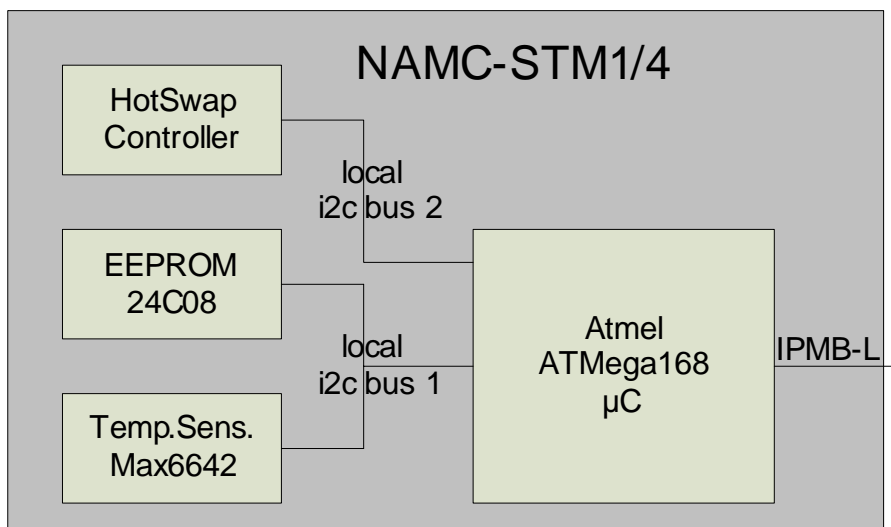 NAMC-STM1/4
HotSwap
Controller
local
i2c bus 2
EEPROM
24C08
Atmel
ATMega168
µC
IPMB-L
local
i2c bus 1
Temp.Sens.
Max6642